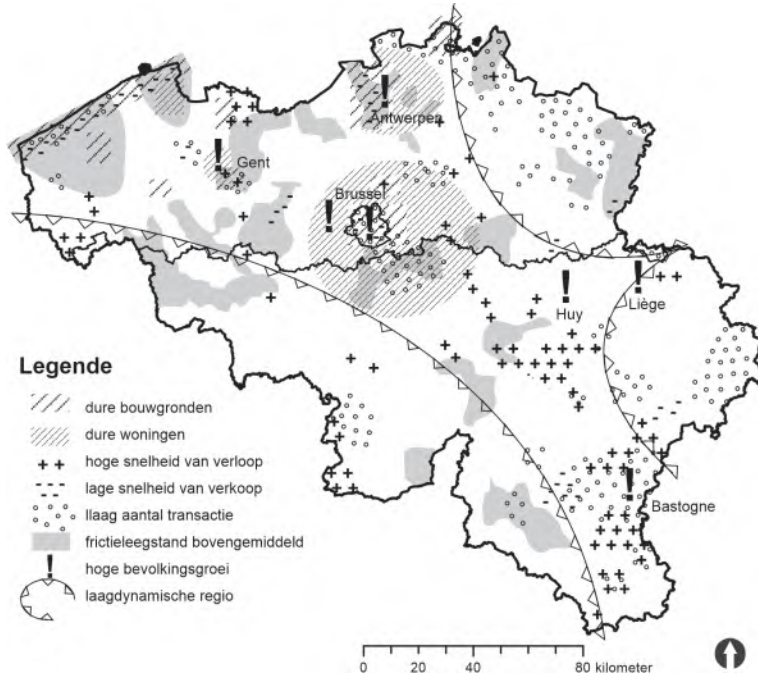 Antwerpen
Gent
Brussel
Huy
Liège
Bastogne
Legende
dure bouwgronden
dure woningen
hoge snelheid van verloop
lage snelheid van verkoop
llaag aantal transactie
frictieleegstand bovengemiddeld
hoge bevolkingsgroei
laagdynamische regio
0 20 40 80 kilometer